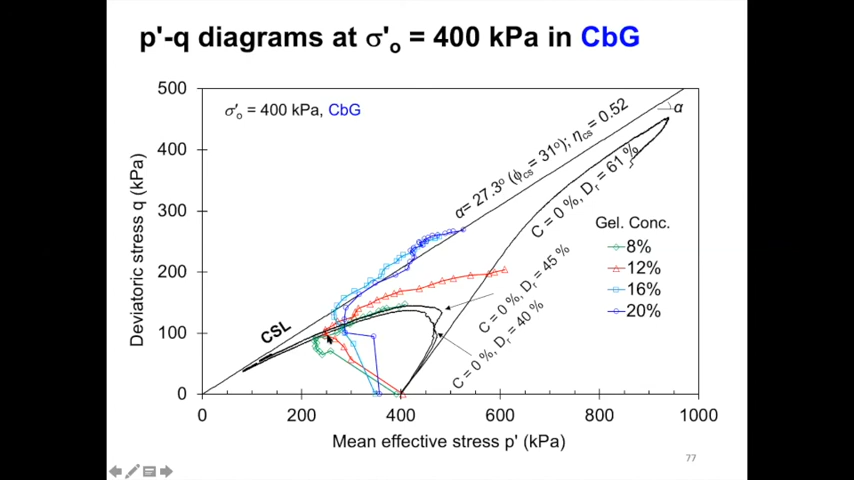 p'-q diagrams at σ'o = 400 kPa in CbG
σ'o = 400 kPa, CbG
500
400
300
200
100
0
Deviatoric stress q (kPa)
0
200
400
600
800
1000
Mean effective stress p' (kPa)
CSL
α= 27.3° (ϕcs = 31°); ηcs = 0.52
α
C = 0 %, Dr = 61 %
C = 0 %, Dr = 45 %
C = 0 %, Dr = 40 %
Gel. Conc.
8%
12%
16%
20%
77